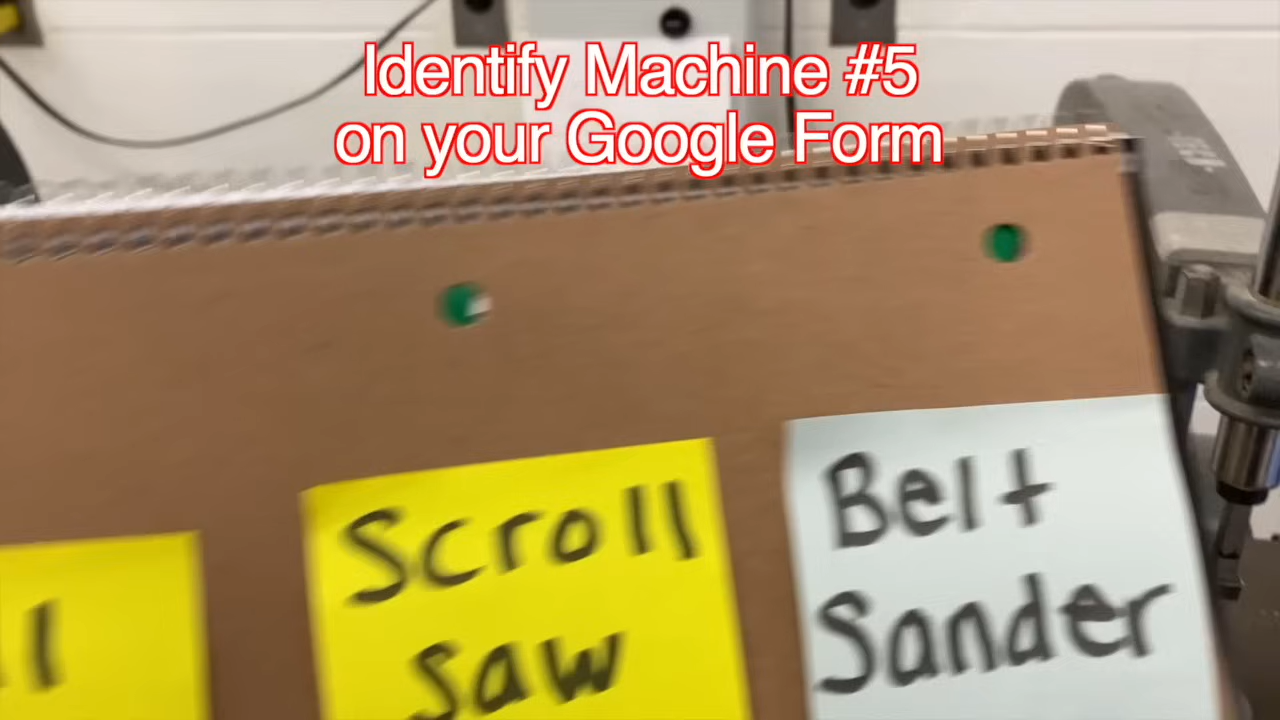 Identify Machine #5
on your Google Form
Scroll
Saw
Belt
Sander